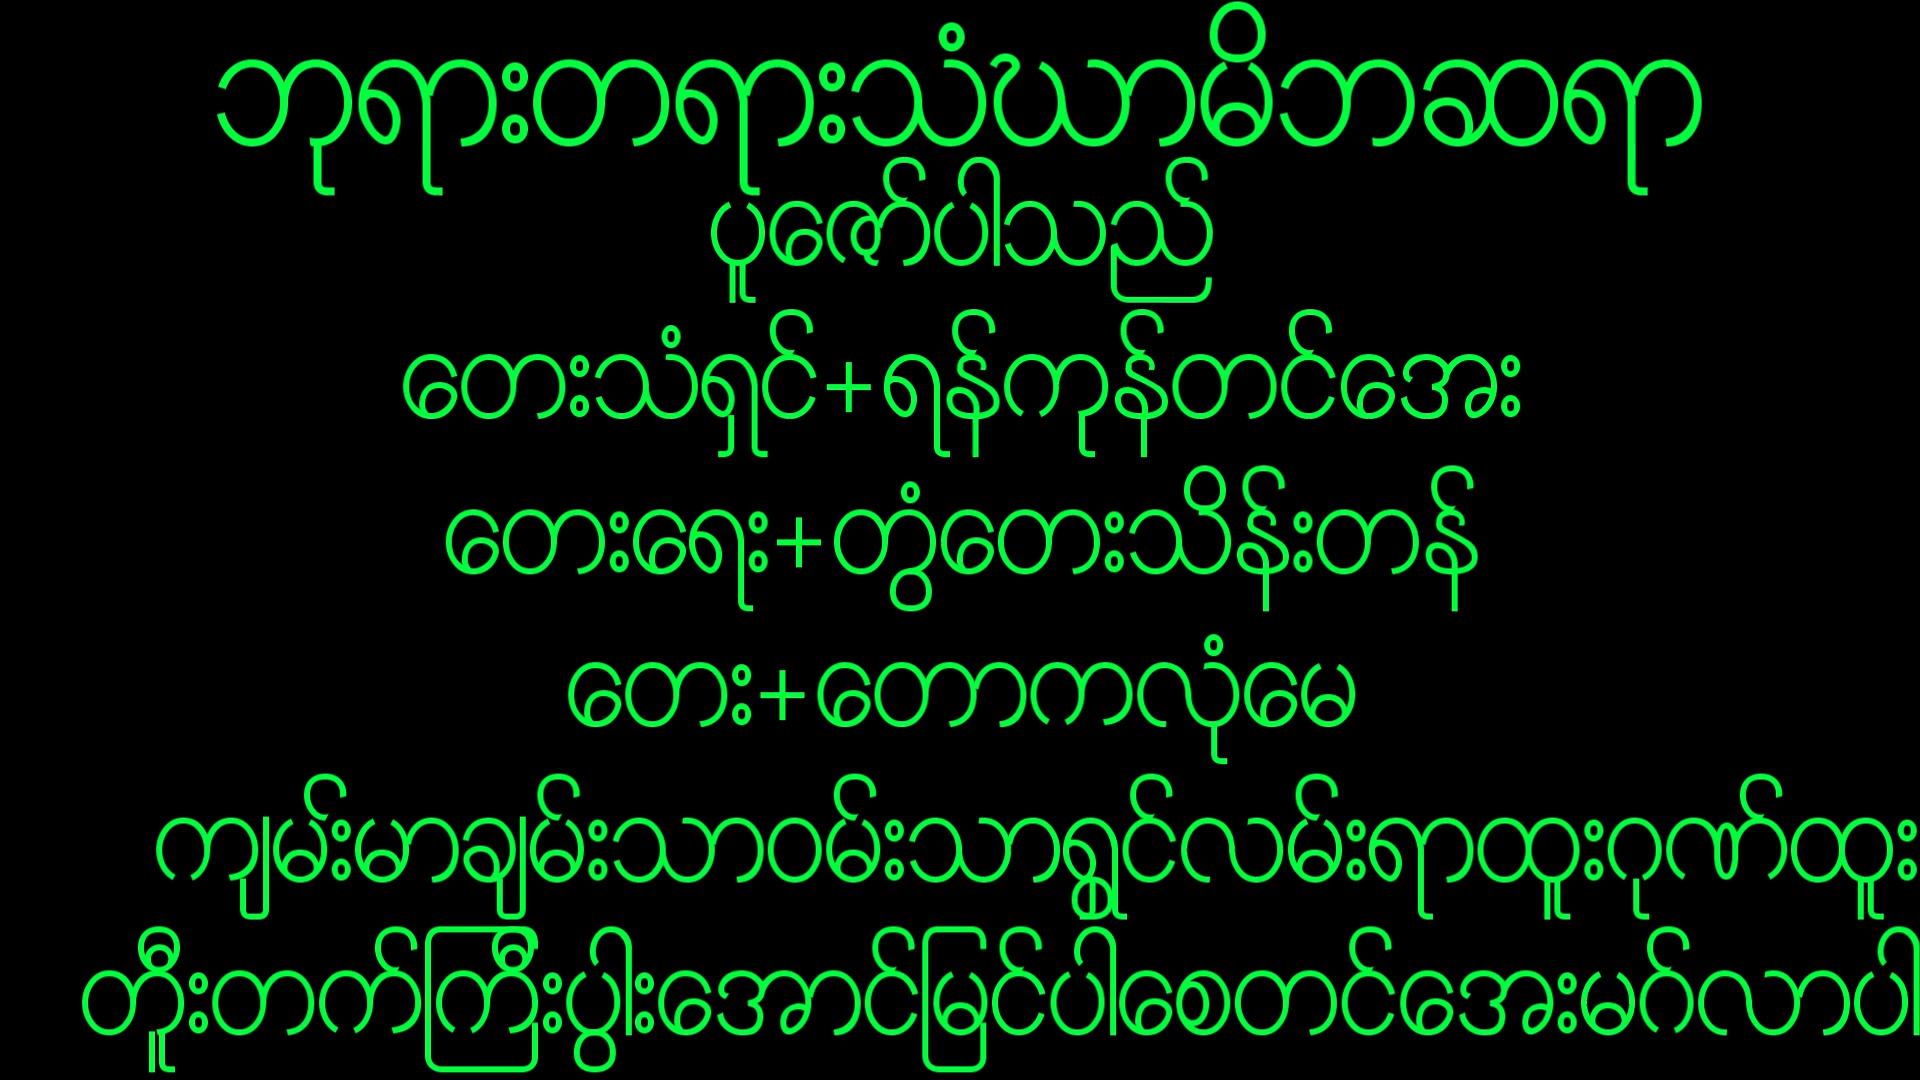 ဘုရားတရားသံဃာမိဘဆရာ
ပူဇော်ပါသည်
တေးသံရှင်+ရန်ကုန်တင်အေး
တေးရေး+တွံတေးသိန်းတန်
တေး+တောကလုံမေ
ကျမ်းမာချမ်းသာဝမ်းသာရွှင်လမ်းရာထူးဂုဏ်ထူး
တိူးတက်ကြီးပွါးအောင်မြင်ပါစေတင်အေးမင်္ဂလာပါ